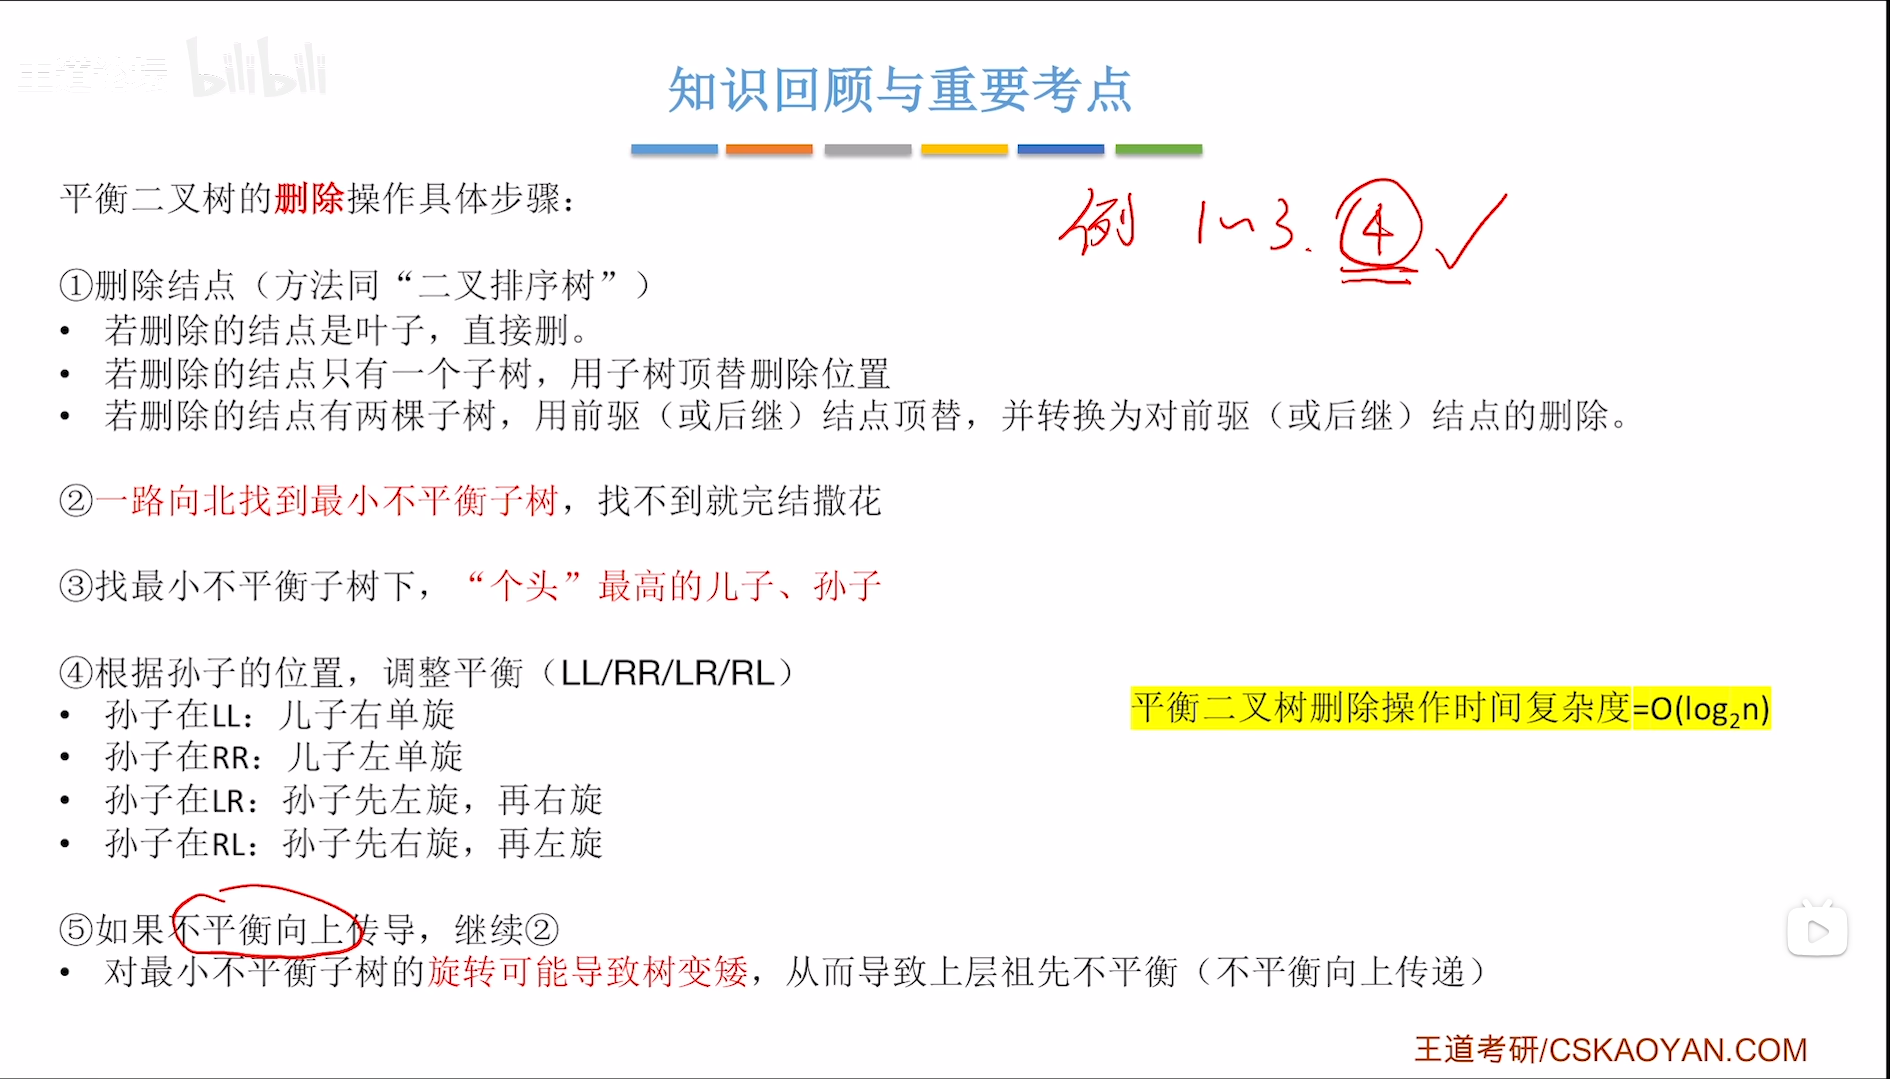 王道论坛 bilibili
知识回顾与重要考点
平衡二叉树的删除操作具体步骤：
例 1~3. ④ ✓
①删除结点（方法同“二叉排序树”）
• 若删除的结点是叶子，直接删。
• 若删除的结点只有一个子树，用子树顶替删除位置
• 若删除的结点有两棵子树，用前驱（或后继）结点顶替，并转换为对前驱（或后继）结点的删除。
②一路向北找到最小不平衡子树，找不到就完结撒花
③找最小不平衡子树下，“个头”最高的儿子、孙子
④根据孙子的位置，调整平衡（LL/RR/LR/RL）
• 孙子在LL：儿子右单旋
平衡二叉树删除操作时间复杂度=O(log₂n)
• 孙子在RR：儿子左单旋
• 孙子在LR：孙子先左旋，再右旋
• 孙子在RL：孙子先右旋，再左旋
⑤如果不平衡向上传导，继续②
• 对最小不平衡子树的旋转可能导致树变矮，从而导致上层祖先不平衡（不平衡向上传递）
王道考研/CSKAOYAN.COM